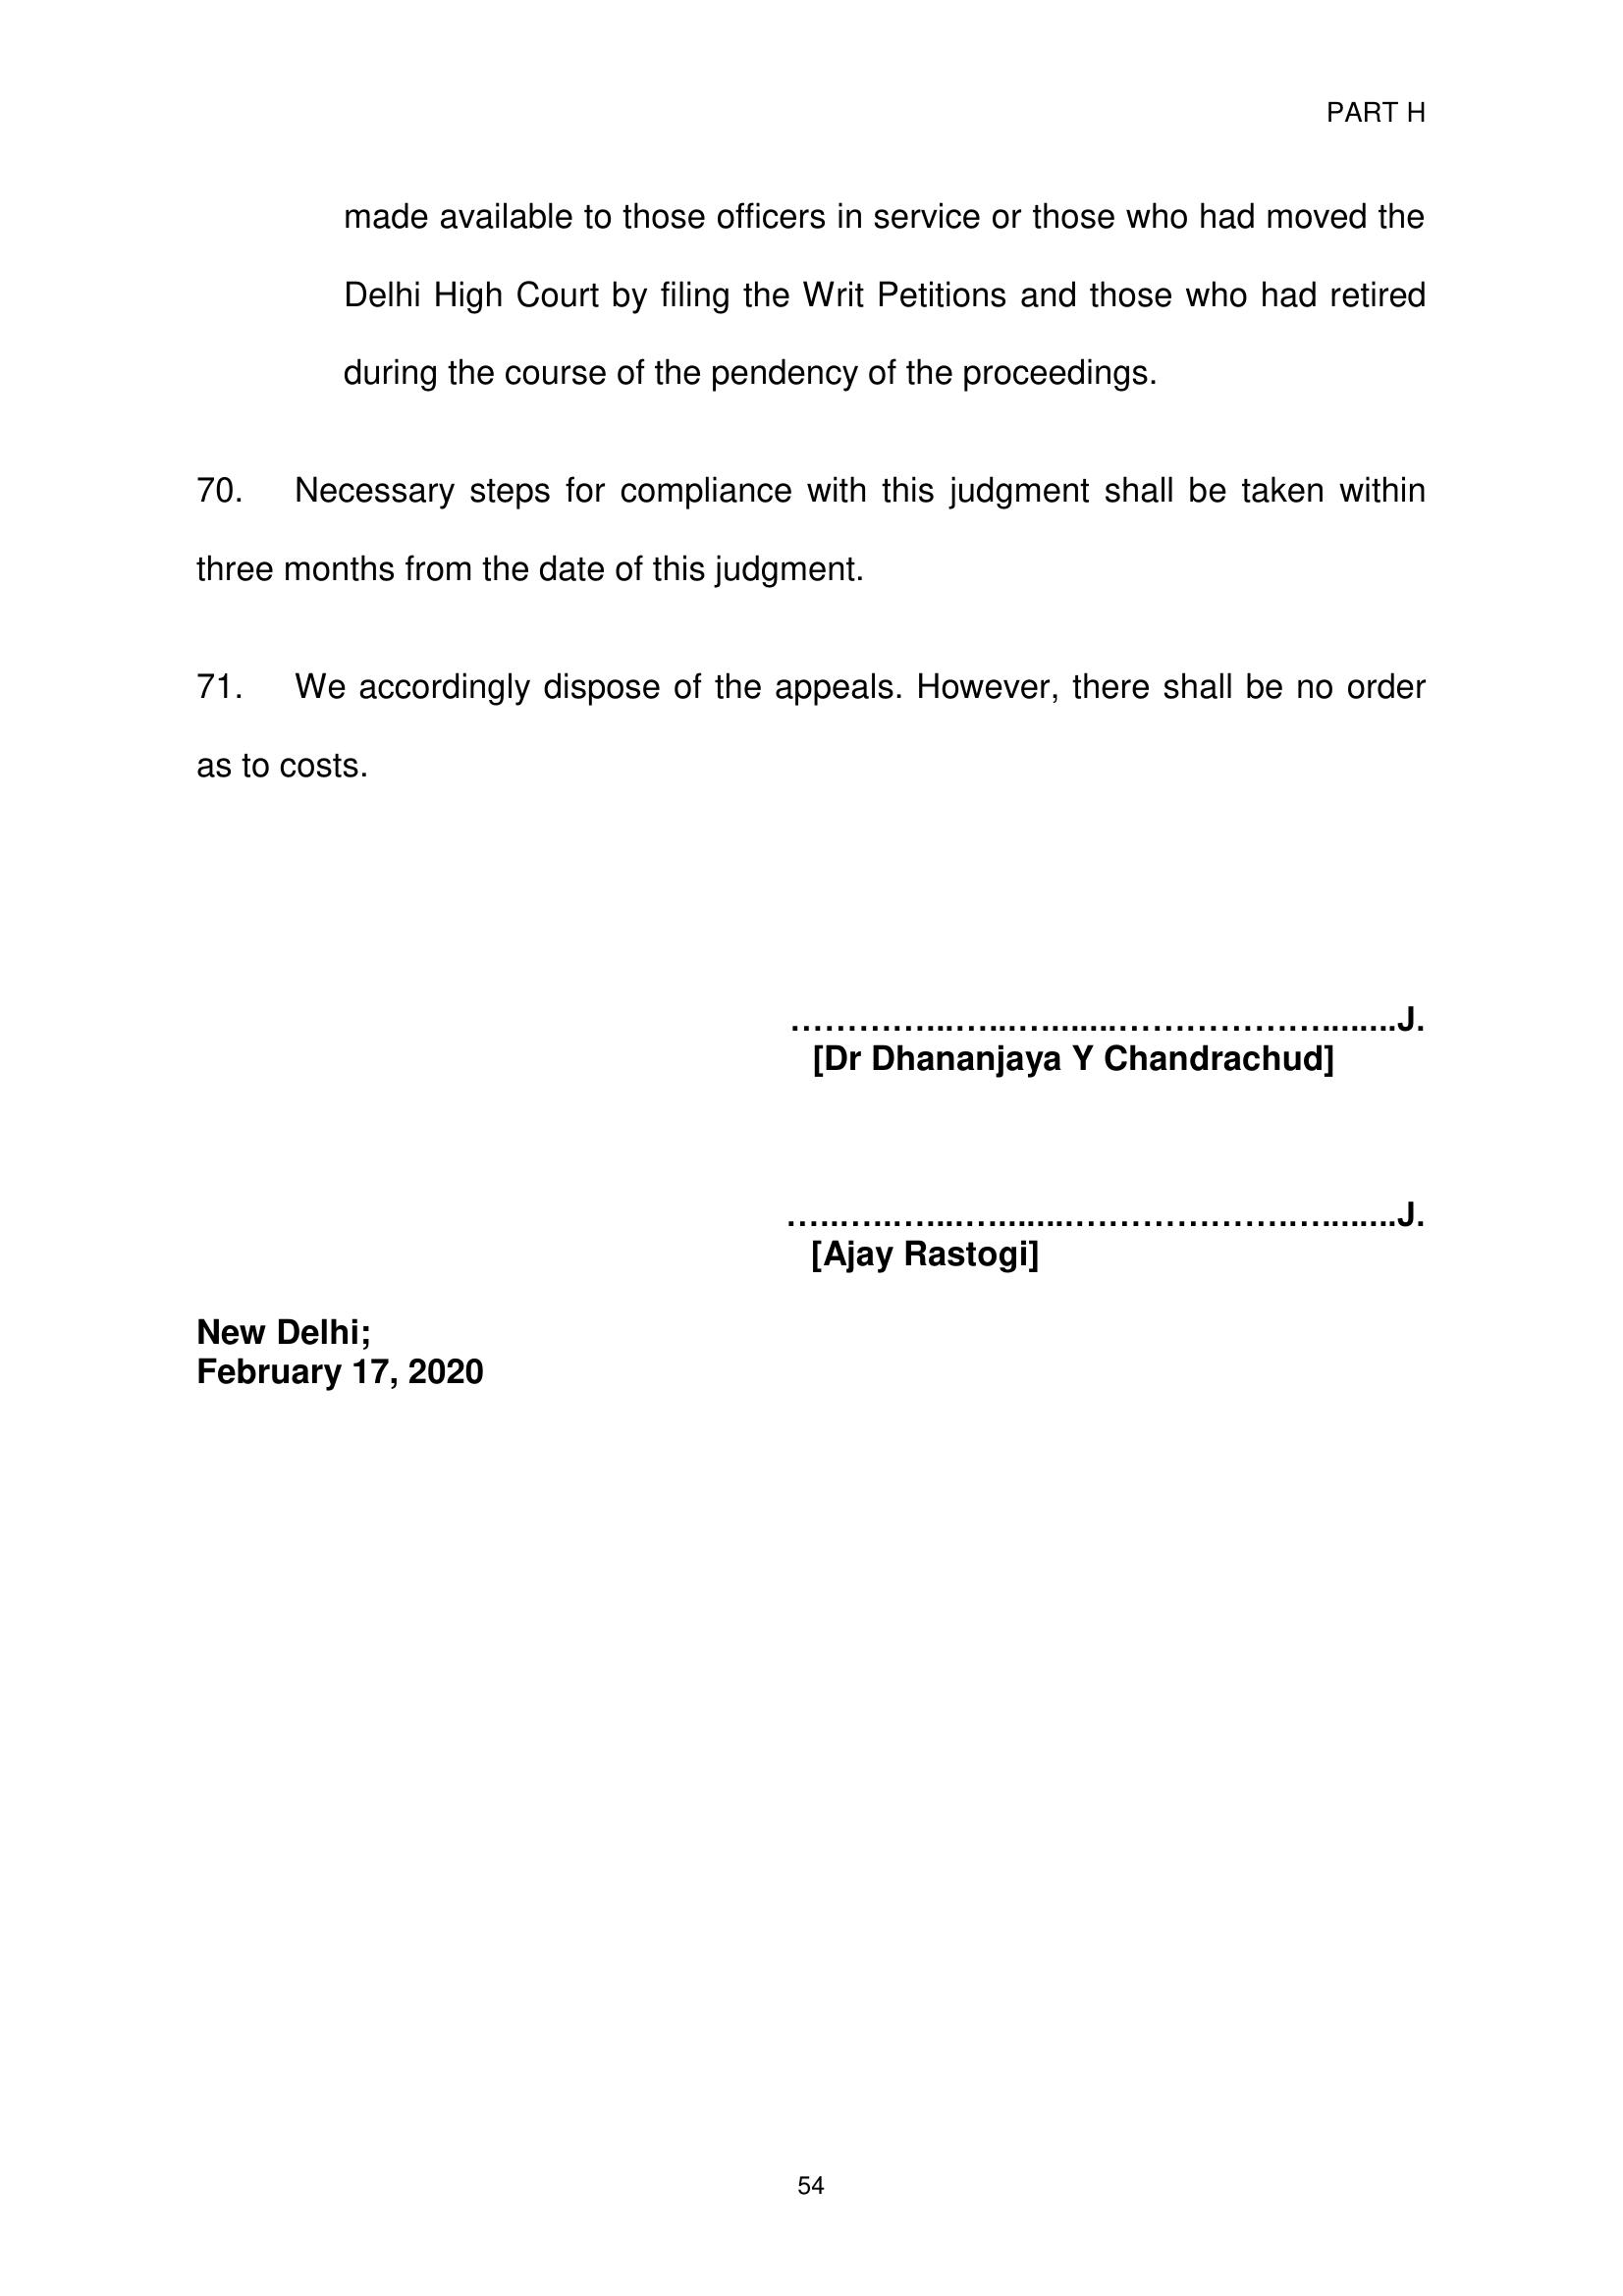 PART H
made available to those officers in service or those who had moved the
Delhi High Court by filing the Writ Petitions and those who had retired
during the course of the pendency of the proceedings.
70. Necessary steps for compliance with this judgment shall be taken within
three months from the date of this judgment.
71. We accordingly dispose of the appeals. However, there shall be no order
as to costs.
…………...…...…........……………………........J.
[Dr Dhananjaya Y Chandrachud]
…...…..…...…........……………………….......J.
[Ajay Rastogi]
New Delhi;
February 17, 2020
54